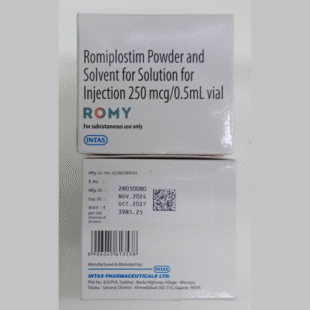 Romiplostim Powder and
Solvent for Solution for
Injection 250 mcg/0.5mL vial
ROMY
For subcutaneous use only
INTAS
B. No. : 28030080
Mfg. Dt. : NOV.2024
Exp. Dt. : OCT.2027
M.R.P. ₹ 3985.25
per vial
Manufactured & Marketed by:
INTAS
INTAS PHARMACEUTICALS LTD.